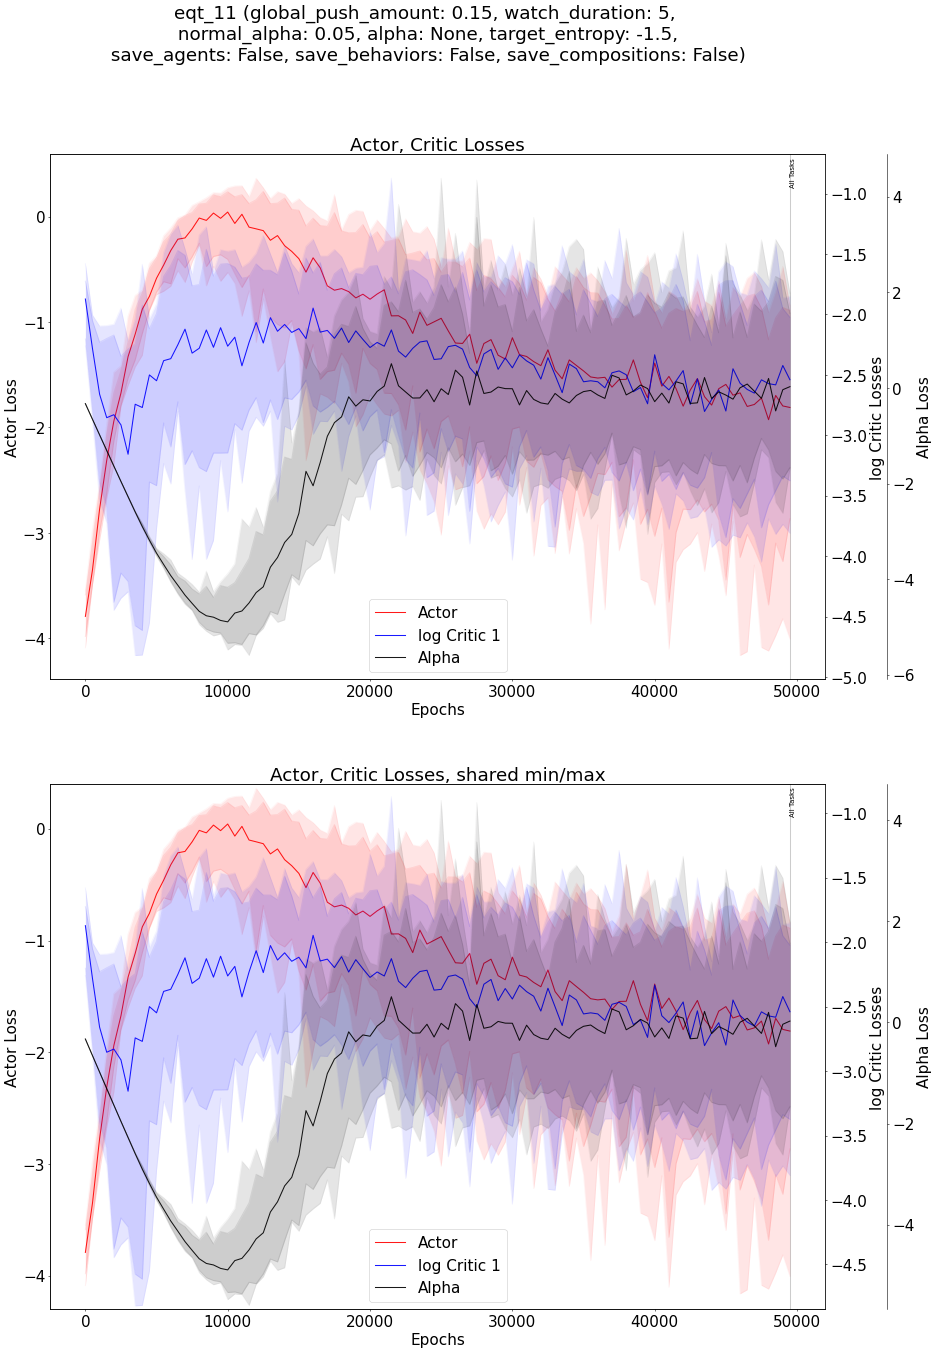 eqt_11 (global_push_amount: 0.15, watch_duration: 5,
normal_alpha: 0.05, alpha: None, target_entropy: -1.5,
save_agents: False, save_behaviors: False, save_compositions: False)
Actor, Critic Losses
All Tasks
0
−1
−2
−3
−4
Actor Loss
−1.0
−1.5
−2.0
−2.5
−3.0
−3.5
−4.0
−4.5
−5.0
log Critic Losses
4
2
0
−2
−4
−6
Alpha Loss
Actor
log Critic 1
Alpha
0 10000 20000 30000 40000 50000
Epochs
Actor, Critic Losses, shared min/max
All Tasks
0
−1
−2
−3
−4
Actor Loss
−1.0
−1.5
−2.0
−2.5
−3.0
−3.5
−4.0
−4.5
log Critic Losses
4
2
0
−2
−4
Alpha Loss
Actor
log Critic 1
Alpha
0 10000 20000 30000 40000 50000
Epochs